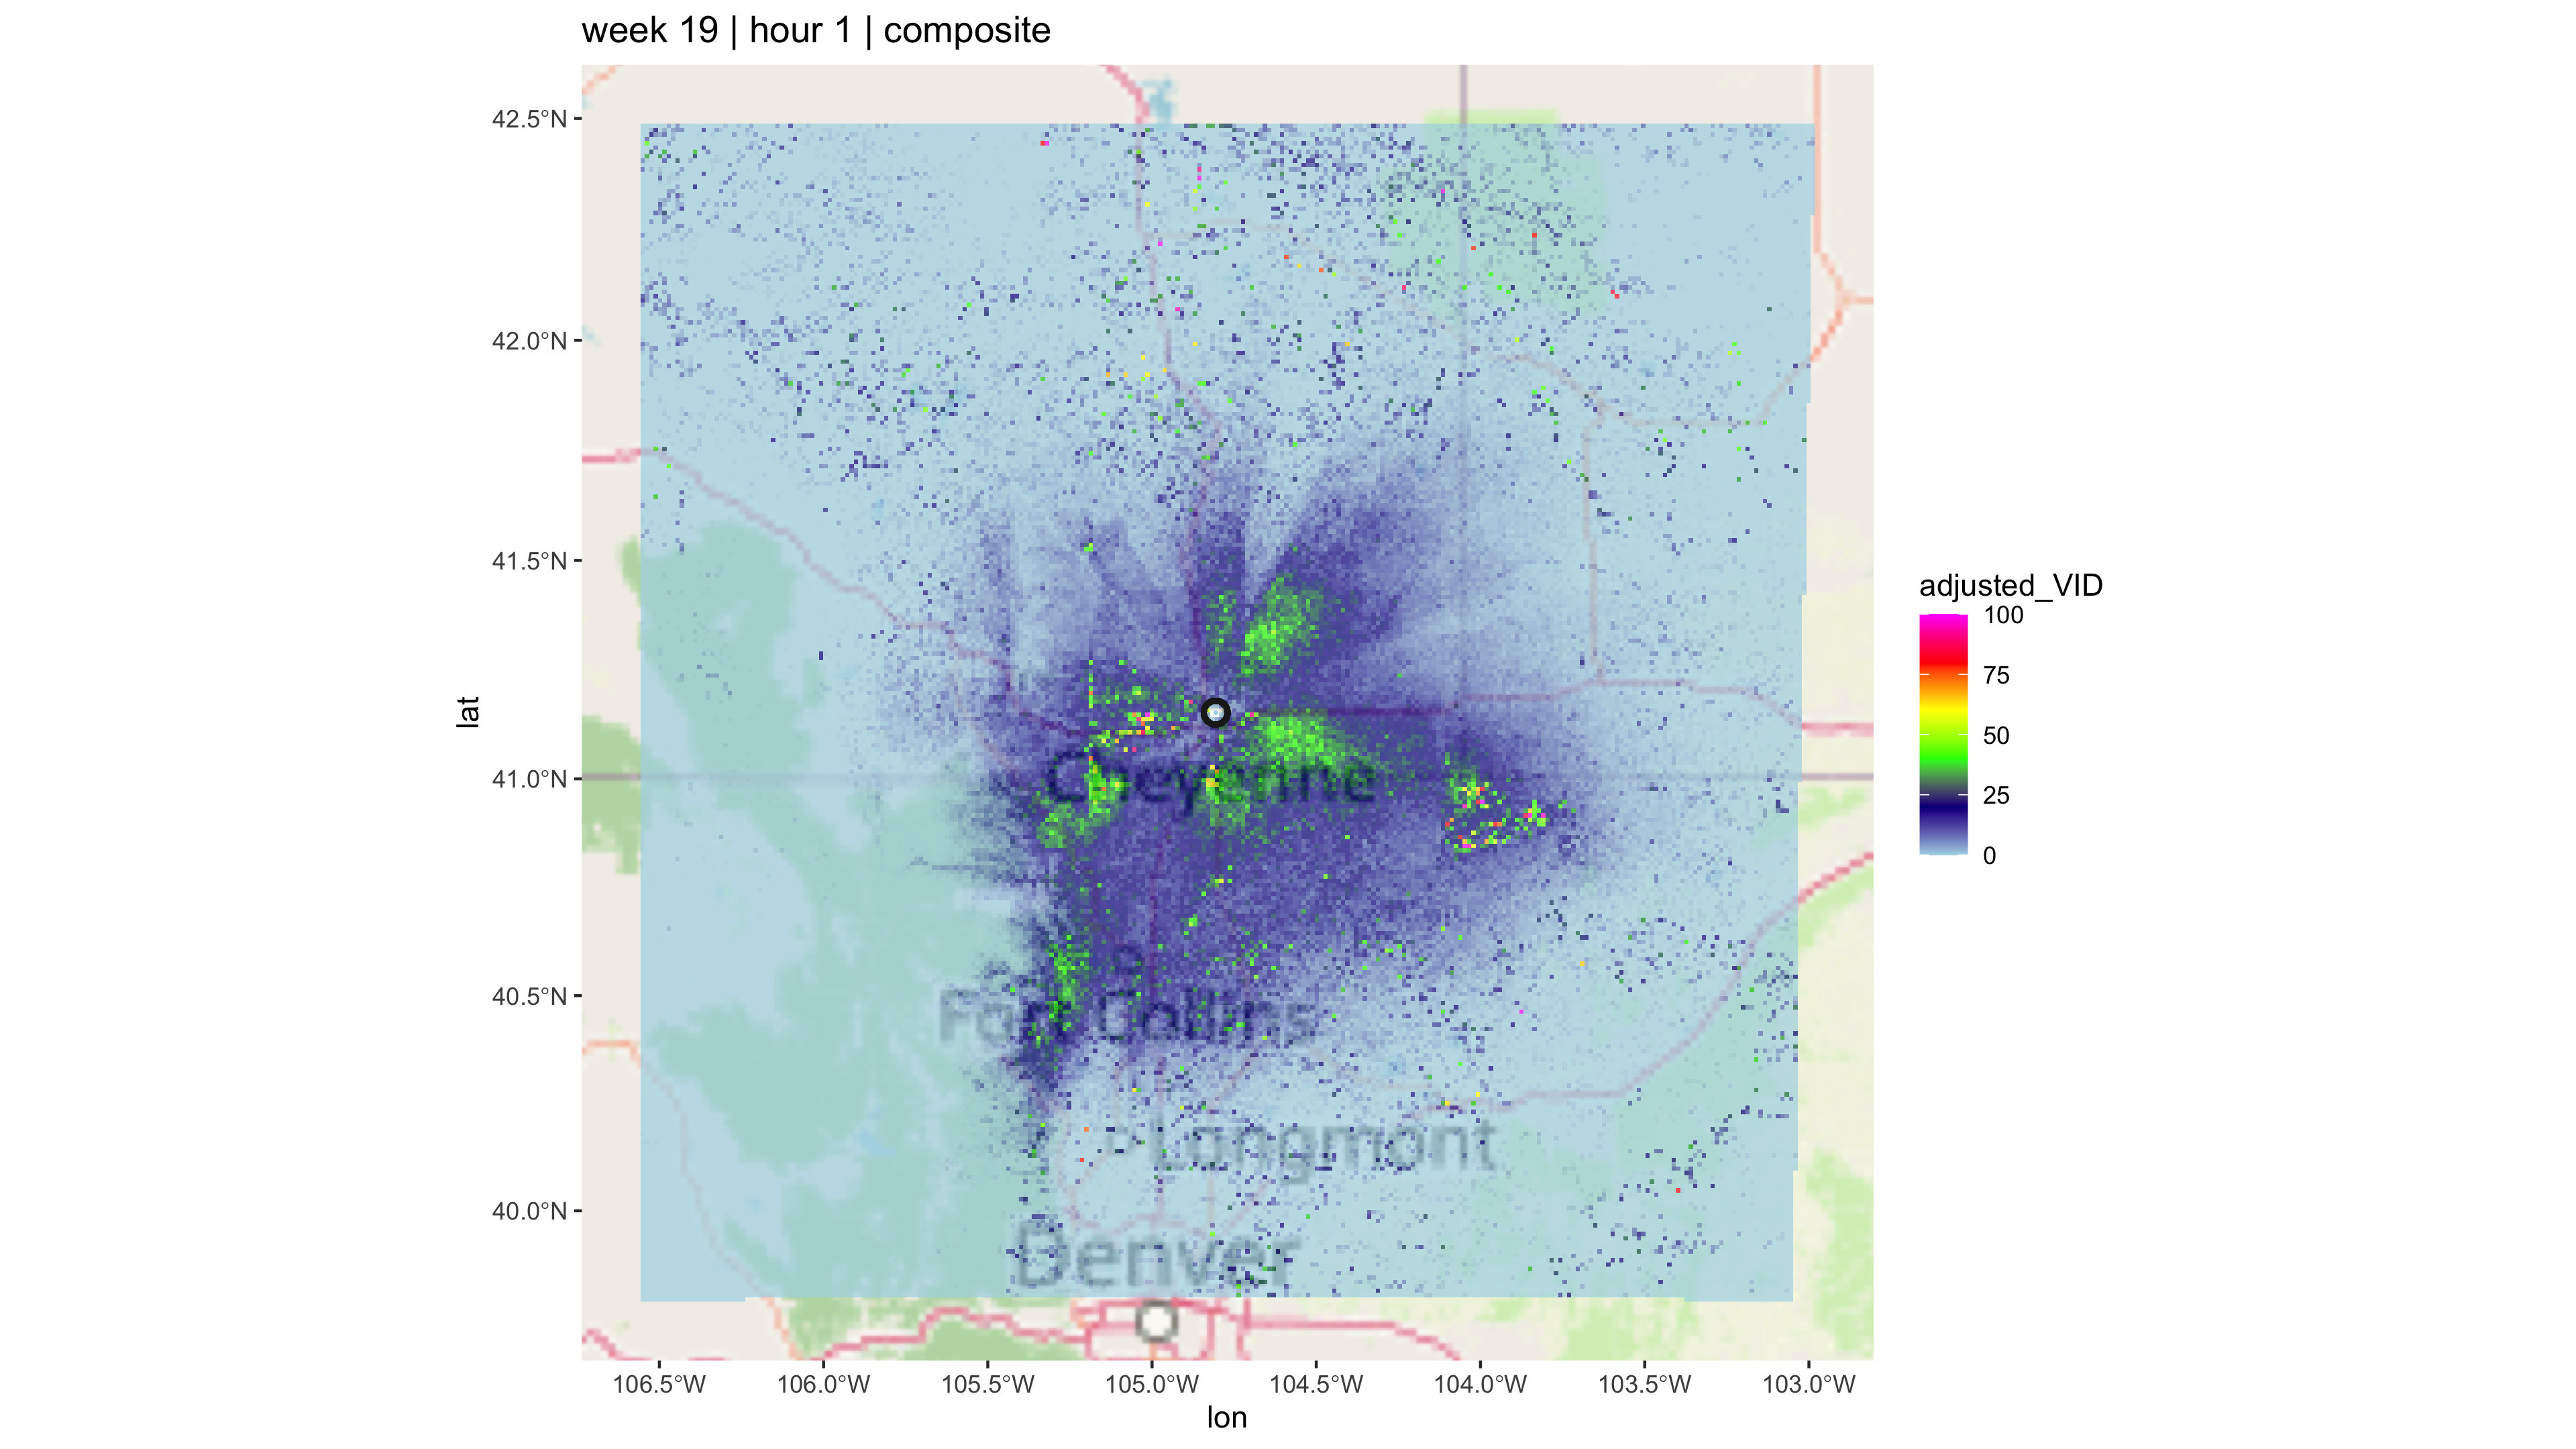 week 19 | hour 1 | composite
42.5°N
42.0°N
41.5°N
41.0°N
40.5°N
40.0°N
lat
Cheyenne
Fort Collins
Longmont
Denver
106.5°W 106.0°W 105.5°W 105.0°W 104.5°W 104.0°W 103.5°W 103.0°W
lon
adjusted_VID
100
75
50
25
0